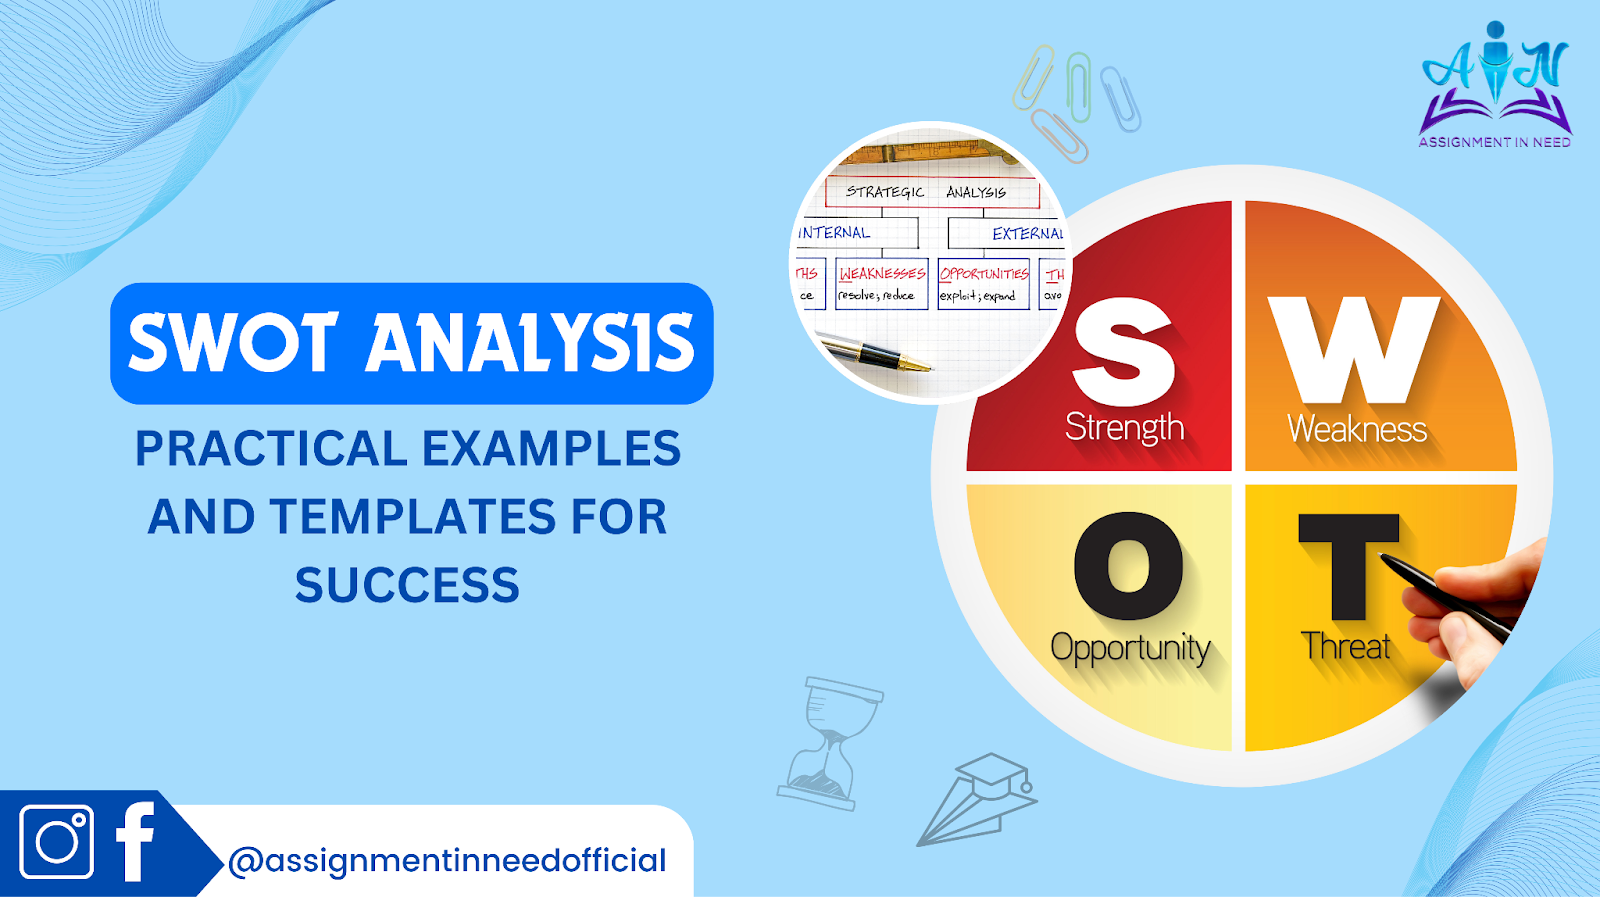 A i N
ASSIGNMENT IN NEED
STRATEGIC ANALYSIS
INTERNAL
EXTERNAL
THS
WEAKNESSES
OPPORTUNITIES
TH
ce
resolve; reduce
exploit; expand
avo
SWOT ANALYSIS
PRACTICAL EXAMPLES
AND TEMPLATES FOR
SUCCESS
S
Strength
W
Weakness
O
Opportunity
T
Threat
@assignmentinneedofficial